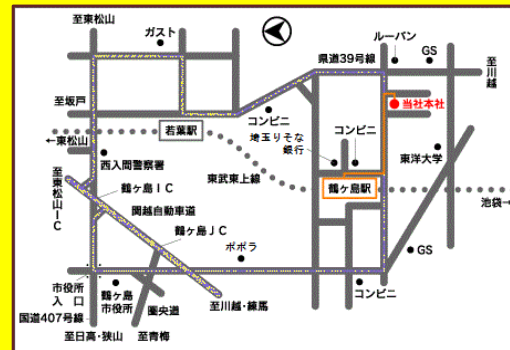 至東松山
ガスト
ルーパン
GS
県道39号線
至川越
至坂戸
コンビニ
当社本社
←東松山
若葉駅
埼玉りそな
銀行
コンビニ
東洋大学
西入間警察署
至東松山IC
鶴ヶ島IC
東武東上線
鶴ヶ島駅
関越自動車道
池袋→
鶴ヶ島JC
ポポラ
GS
市役所
入口
鶴ヶ島
市役所
圏央道
コンビニ
国道407号線
至川越・練馬
至日高・狭山
至青梅